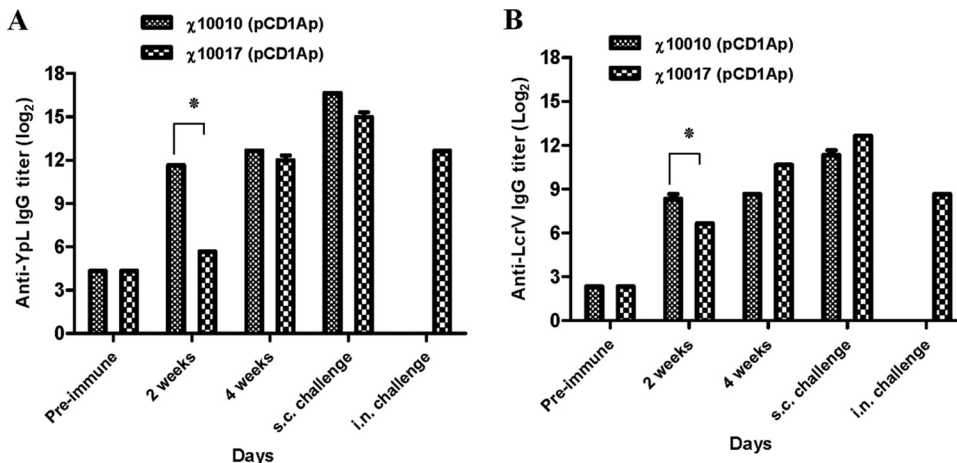 A
χ10010 (pCD1Ap)
χ10017 (pCD1Ap)
Anti-YpL IgG titer (log2)
18
15
12
9
6
3
0
*
Pre-immune
2 weeks
4 weeks
s.c. challenge
i.n. challenge
Days
B
χ10010 (pCD1Ap)
χ10017 (pCD1Ap)
Anti-LcrV IgG titer (Log2)
18
15
12
9
6
3
0
*
Pre-immune
2 weeks
4 weeks
s.c. challenge
i.n. challenge
Days